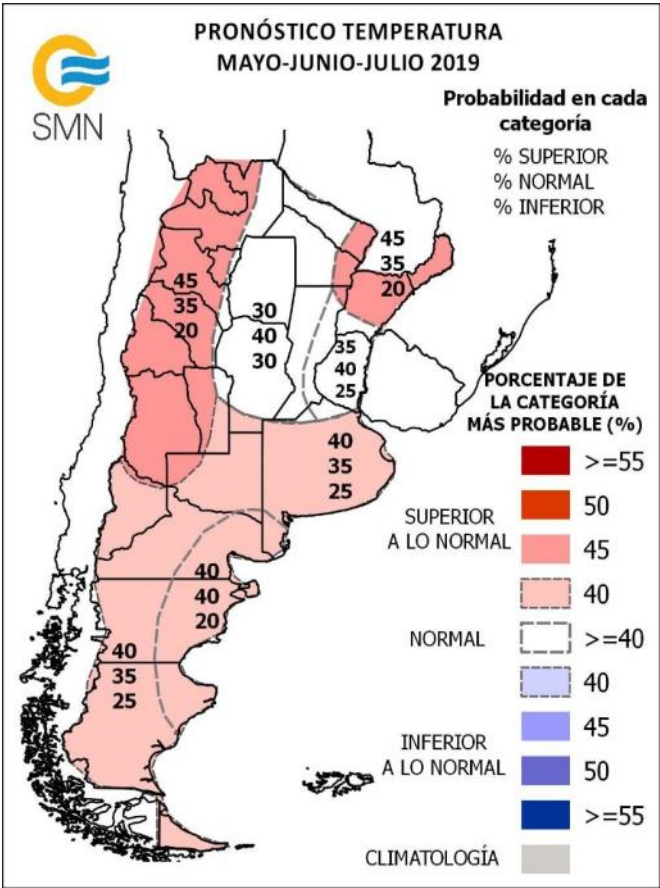 PRONÓSTICO TEMPERATURA
MAYO-JUNIO-JULIO 2019
SMN
Probabilidad en cada
categoría
% SUPERIOR
% NORMAL
% INFERIOR
45
35
20
45
35
20
30
40
30
35
40
25
40
35
25
40
40
20
40
35
25
PORCENTAJE DE
LA CATEGORÍA
MÁS PROBABLE (%)
SUPERIOR
A LO NORMAL
>=55
50
45
40
NORMAL
>=40
INFERIOR
A LO NORMAL
40
45
50
>=55
CLIMATOLOGÍA